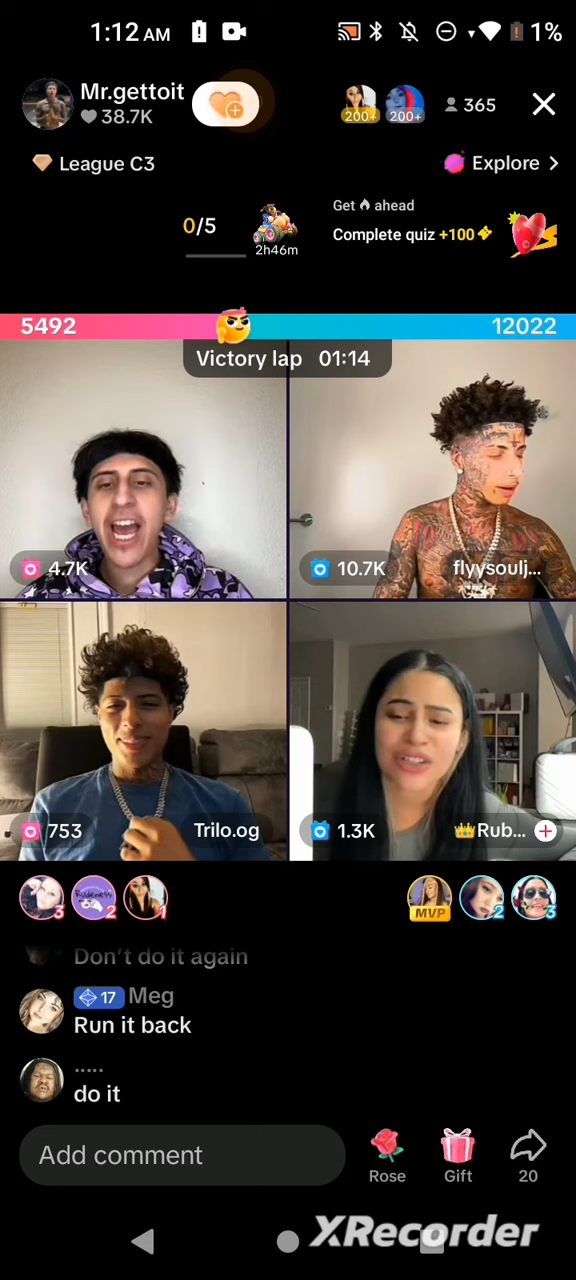 1:12 AM
1%
Mr.gettoit
38.7K
200+
200+
365
League C3
Explore
0/5
2h46m
Get ahead
Complete quiz +100
5492
12022
Victory lap 01:14
4.7K
10.7K
flyysoulj...
753
Trilo.og
1.3K
Rub...
3
2
1
MVP
2
3
Don't do it again
17 Meg
Run it back
.....
do it
Add comment
Rose
Gift
20
XRecorder